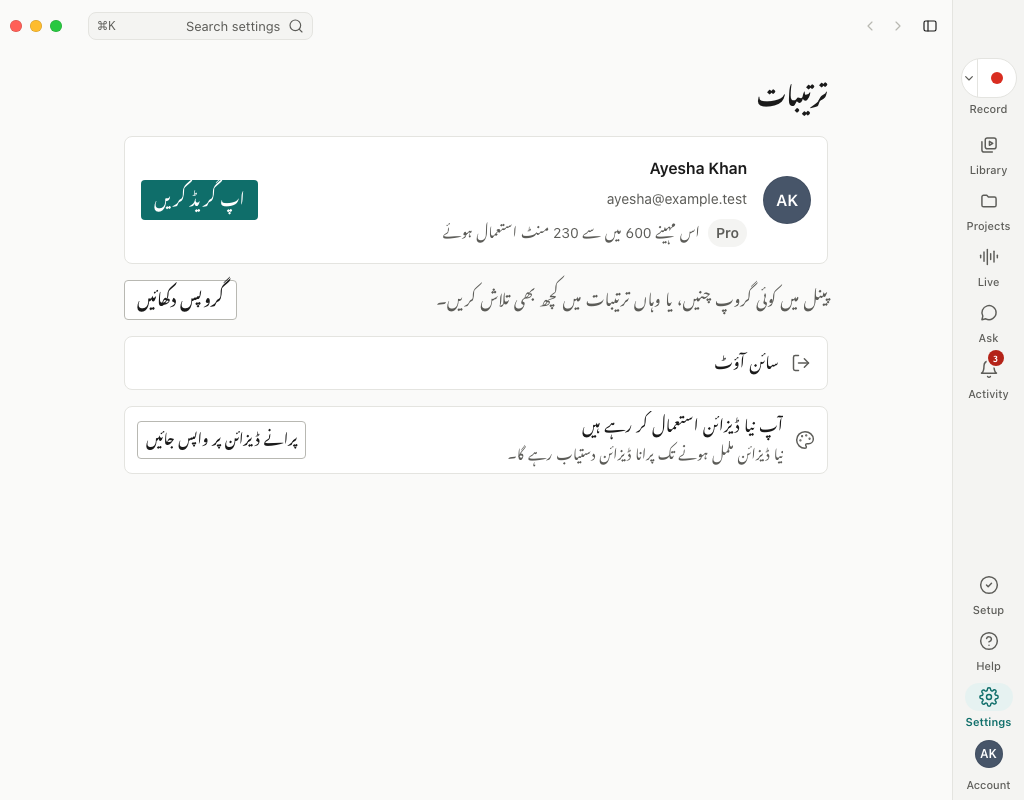 ⌘K Search settings
ترتیبات
Ayesha Khan
AK
ayesha@example.test
Pro اس مہینے 600 میں سے 230 منٹ استعمال ہوئے
اپ گریڈ کریں
پینل میں کوئی گروپ چنیں، یا وہاں ترتیبات میں کچھ بھی تلاش کریں۔
گروپس دکھائیں
سائن آؤٹ
آپ نیا ڈیزائن استعمال کر رہے ہیں
نیا ڈیزائن مکمل ہونے تک پرانا ڈیزائن دستیاب رہے گا۔
پرانے ڈیزائن پر واپس جائیں
Record
Library
Projects
Live
Ask
3
Activity
Setup
Help
Settings
AK
Account